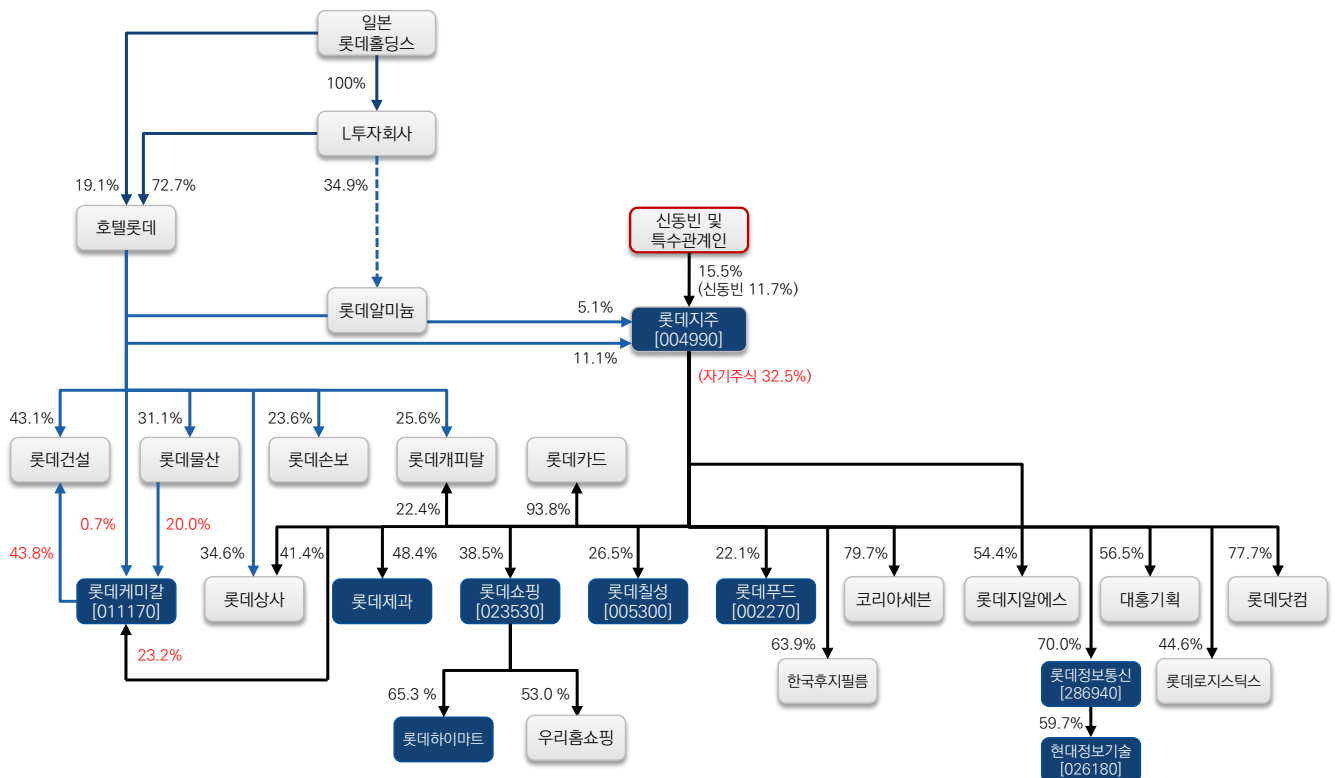 일본
롯데홀딩스
100%
L투자회사
19.1%
72.7%
34.9%
호텔롯데
신동빈 및
특수관계인
15.5%
(신동빈 11.7%)
롯데알미늄
5.1%
롯데지주
[004990]
11.1%
(자기주식 32.5%)
43.1%
31.1%
23.6%
25.6%
롯데건설
롯데물산
롯데손보
롯데캐피탈
롯데카드
22.4%
93.8%
43.8%
0.7%
20.0%
34.6%
41.4%
48.4%
38.5%
26.5%
22.1%
79.7%
54.4%
56.5%
77.7%
롯데케미칼
[011170]
롯데상사
롯데제과
롯데쇼핑
[023530]
롯데칠성
[005300]
롯데푸드
[002270]
코리아세븐
롯데지알에스
대홍기획
롯데닷컴
23.2%
63.9%
70.0%
44.6%
한국후지필름
롯데정보통신
[286940]
롯데로지스틱스
65.3 %
53.0 %
59.7%
롯데하이마트
우리홈쇼핑
현대정보기술
[026180]